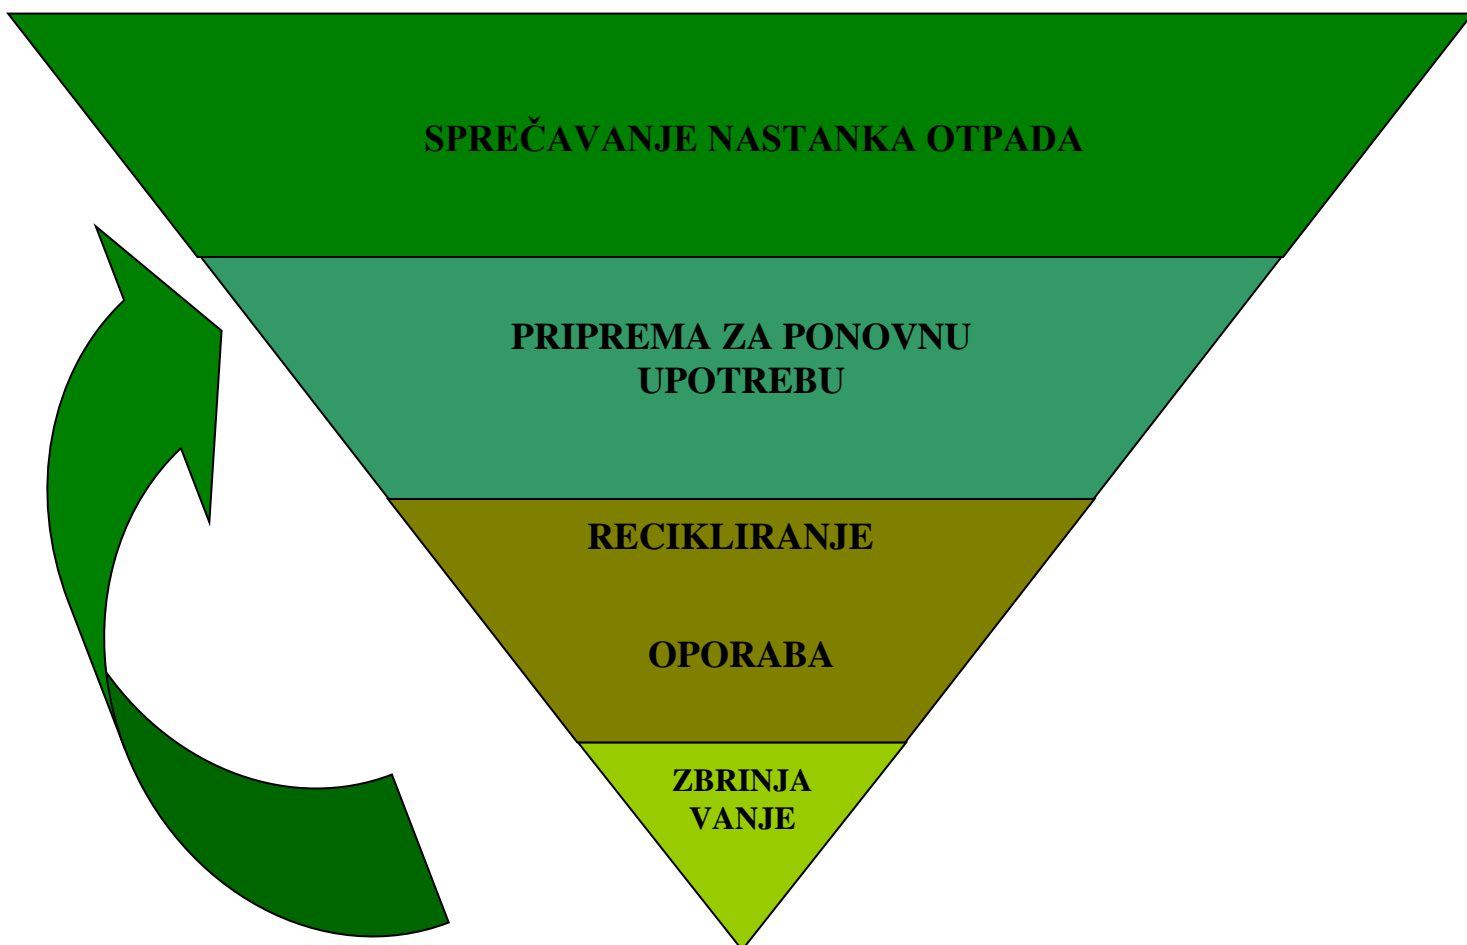 SPREČAVANJE NASTANKA OTPADA
PRIPREMA ZA PONOVNU
UPOTREBU
RECIKLIRANJE
OPORABA
ZBRINJA
VANJE